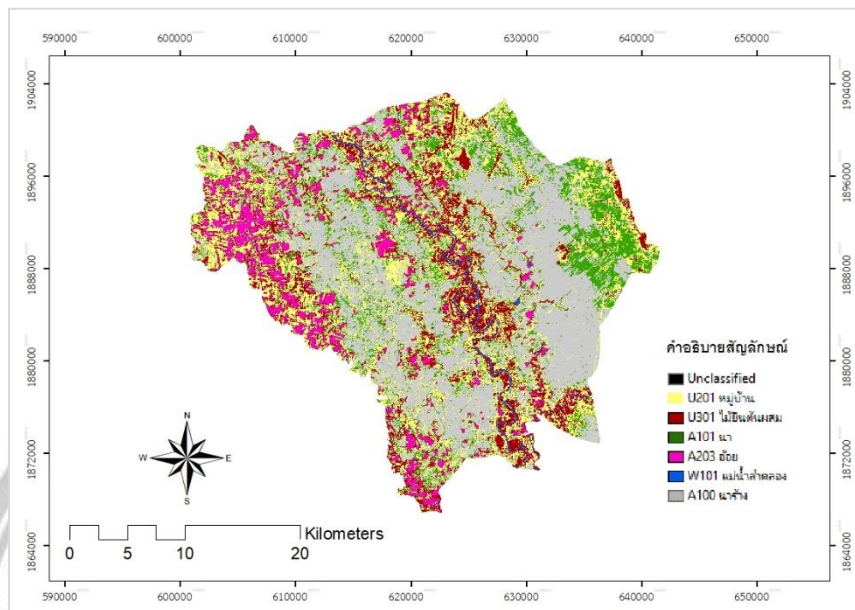 590000 600000 610000 620000 630000 640000 650000
1904000 1904000
1896000 1896000
1888000 1888000
1880000 1880000
1872000 1872000
1864000 1864000
คำอธิบายสัญลักษณ์
Unclassified
U201 หมู่บ้าน
U301 ไม้ยืนต้นผสม
A101 นา
A203 อ้อย
W101 แม่น้ำลำคลอง
A100 นาร้าง
N
W E
S
Kilometers
0 5 10 20
590000 600000 610000 620000 630000 640000 650000